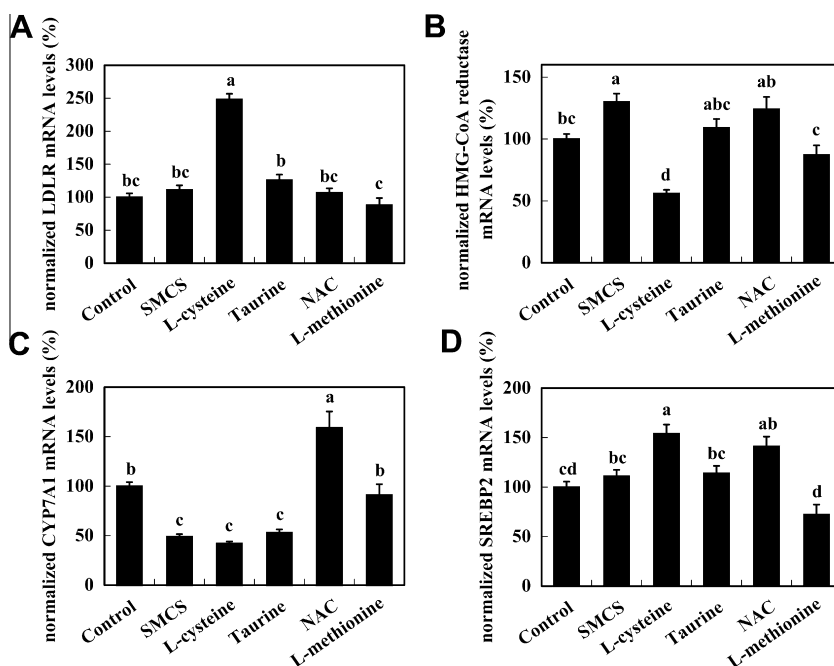 A
normalized LDLR mRNA levels (%)
300
250
200
150
100
50
0
bc
bc
a
b
bc
c
Control
SMCS
L-cysteine
Taurine
NAC
L-methionine
B
normalized HMG-CoA reductase
mRNA levels (%)
150
100
50
0
bc
a
d
abc
ab
c
Control
SMCS
L-cysteine
Taurine
NAC
L-methionine
C
normalized CYP7A1 mRNA levels (%)
200
150
100
50
0
b
c
c
c
a
b
Control
SMCS
L-cysteine
Taurine
NAC
L-methionine
D
normalized SREBP2 mRNA levels (%)
200
150
100
50
0
cd
bc
a
bc
ab
d
Control
SMCS
L-cysteine
Taurine
NAC
L-methionine